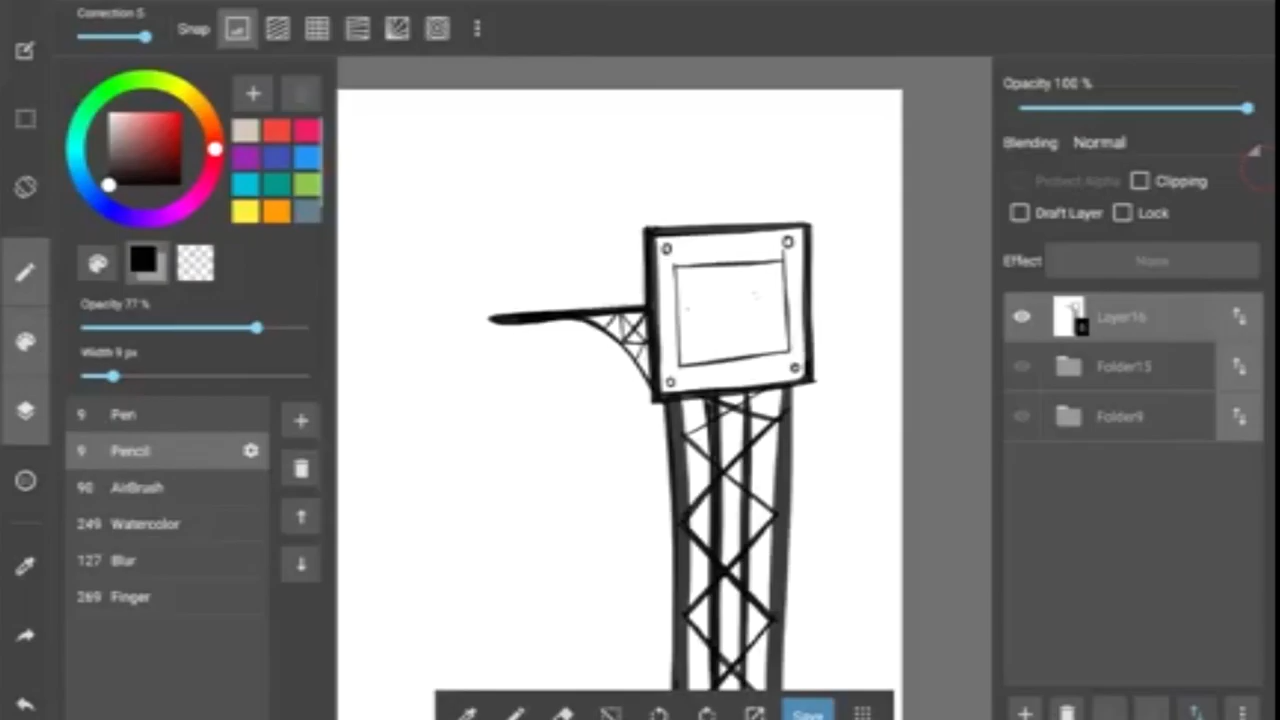 Correction 5
Snap
Opacity 77 %
Width 9 px
9 Pen
9 Pencil
90 AirBrush
249 Watercolor
127 Blur
269 Finger
Save
Opacity 100 %
Blending Normal
Protect Alpha Clipping
Draft Layer Lock
Effect None
Layer16
Folder15
Folder9